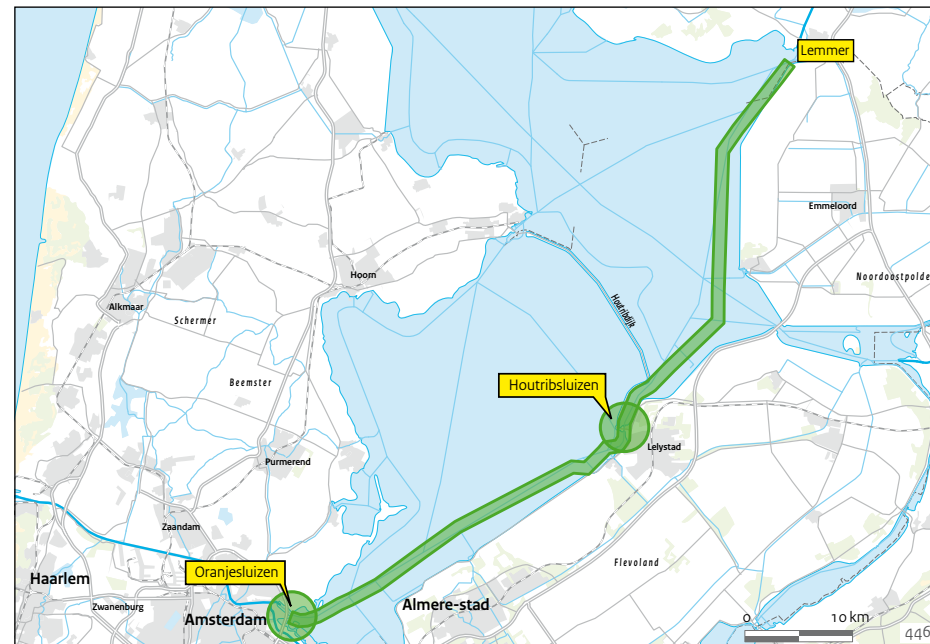 Lemmer
Emmeloord
Noordoostpolde
Hoorn
Houtribdijk
Alkmaar
Schermer
Beemster
Houtribsluizen
Lelystad
Purmerend
Zaandam
Flevoland
Haarlem
Oranjesluizen
Zwanenburg
Amsterdam
Almere-stad
0 10 km
446